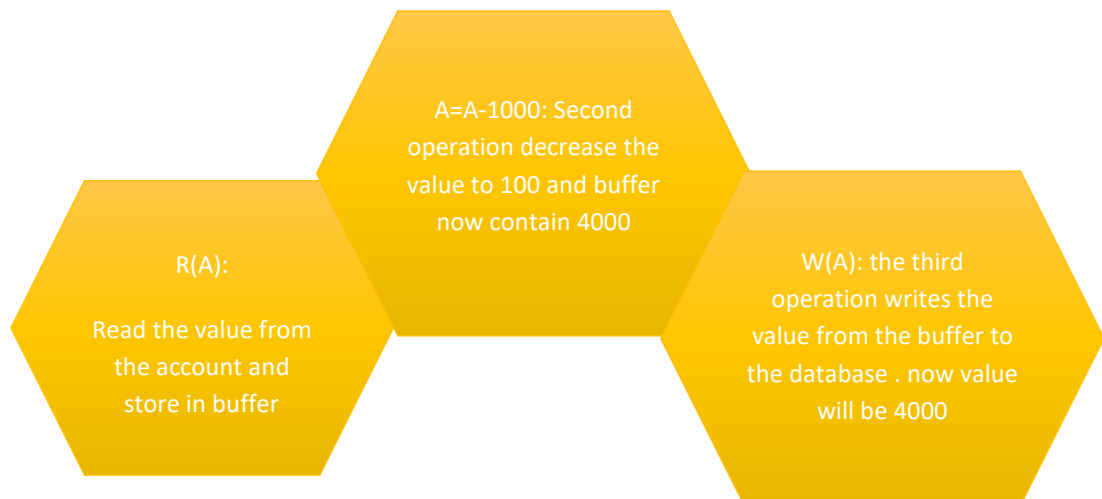 R(A):
Read the value from
the account and
store in buffer
A=A-1000: Second
operation decrease the
value to 100 and buffer
now contain 4000
W(A): the third
operation writes the
value from the buffer to
the database . now value
will be 4000